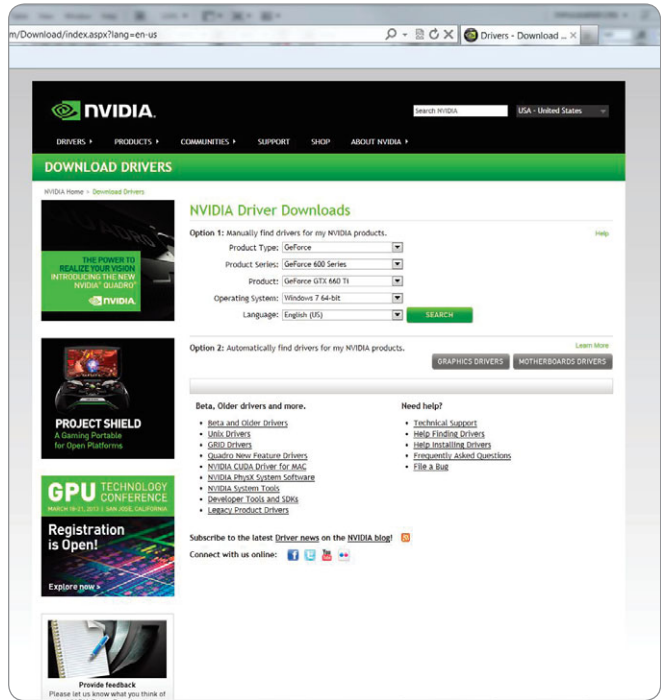 m/Download/index.aspx?lang=en-us
Drivers - Download ...
NVIDIA.
Search NVIDIA
USA - United States
DRIVERS
PRODUCTS
COMMUNITIES
SUPPORT
SHOP
ABOUT NVIDIA
DOWNLOAD DRIVERS
NVIDIA Home > Download Drivers
THE POWER TO
REALIZE YOUR VISION
INTRODUCING THE NEW
NVIDIA® QUADRO®
NVIDIA.
PROJECT SHIELD
A Gaming Portable
for Open Platforms
GPU TECHNOLOGY
CONFERENCE
MARCH 18-21, 2013 | SAN JOSE, CALIFORNIA
Registration
is Open!
Explore now >
Provide feedback
Please let us know what you think of
NVIDIA Driver Downloads
Option 1: Manually find drivers for my NVIDIA products.
Help
Product Type: GeForce
Product Series: GeForce 600 Series
Product: GeForce GTX 660 Ti
Operating System: Windows 7 64-bit
Language: English (US)
SEARCH
Option 2: Automatically find drivers for my NVIDIA products.
Learn More
GRAPHICS DRIVERS
MOTHERBOARDS DRIVERS
Beta, Older drivers and more.
• Beta and Older Drivers
• Unix Drivers
• GRID Drivers
• Quadro New Feature Drivers
• NVIDIA CUDA Driver for MAC
• NVIDIA PhysX System Software
• NVIDIA System Tools
• Developer Tools and SDKs
• Legacy Product Drivers
Need help?
• Technical Support
• Help Finding Drivers
• Help Installing Drivers
• Frequently Asked Questions
• File a Bug
Subscribe to the latest Driver news on the NVIDIA blog!
Connect with us online: